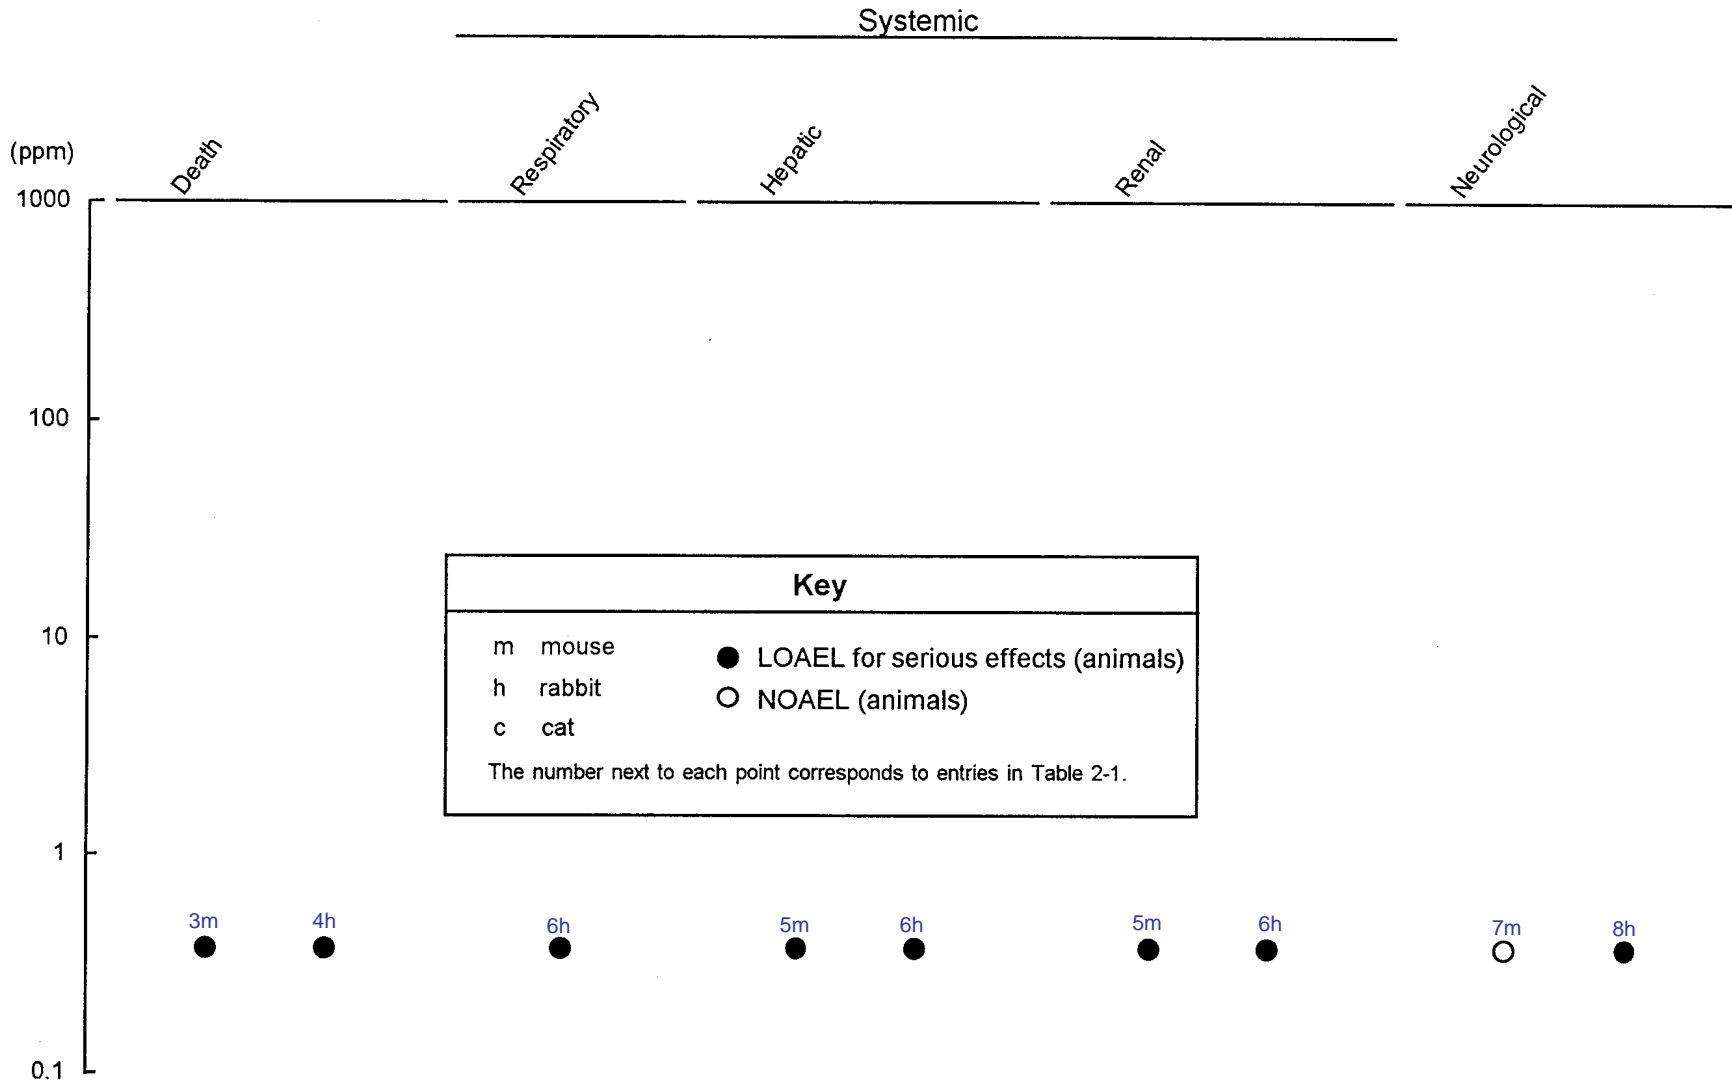 Systemic
(ppm)
Death
Respiratory
Hepatic
Renal
Neurological
1000
100
10
1
0.1
Key
m mouse
h rabbit
c cat
● LOAEL for serious effects (animals)
○ NOAEL (animals)
The number next to each point corresponds to entries in Table 2-1.
3m
4h
6h
5m
6h
5m
6h
7m
8h